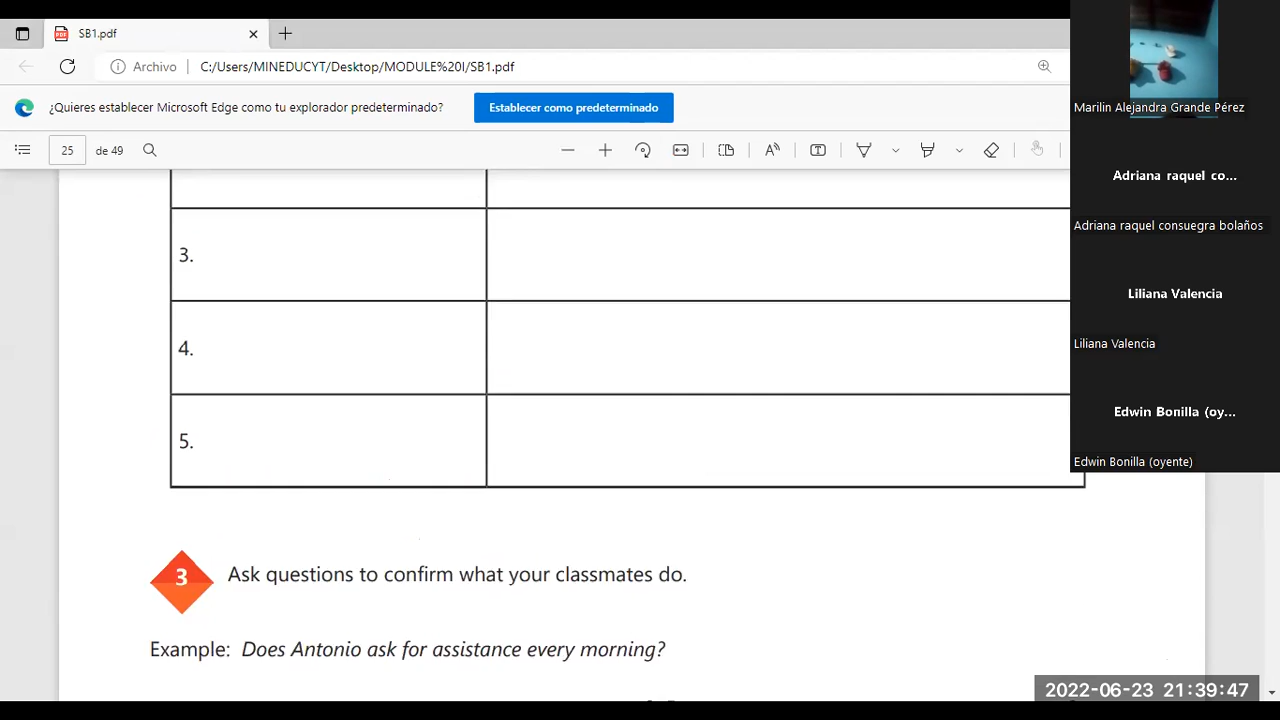 SB1.pdf
Archivo
C:/Users/MINEDUCYT/Desktop/MODULE%20I/SB1.pdf
¿Quieres establecer Microsoft Edge como tu explorador predeterminado?
Establecer como predeterminado
25
de 49
3.
4.
5.
3
Ask questions to confirm what your classmates do.
Example: Does Antonio ask for assistance every morning?
Marilin Alejandra Grande Pérez
Adriana raquel co...
Adriana raquel consuegra bolaños
Liliana Valencia
Liliana Valencia
Edwin Bonilla (oy...
Edwin Bonilla (oyente)
2022-06-23 21:39:47